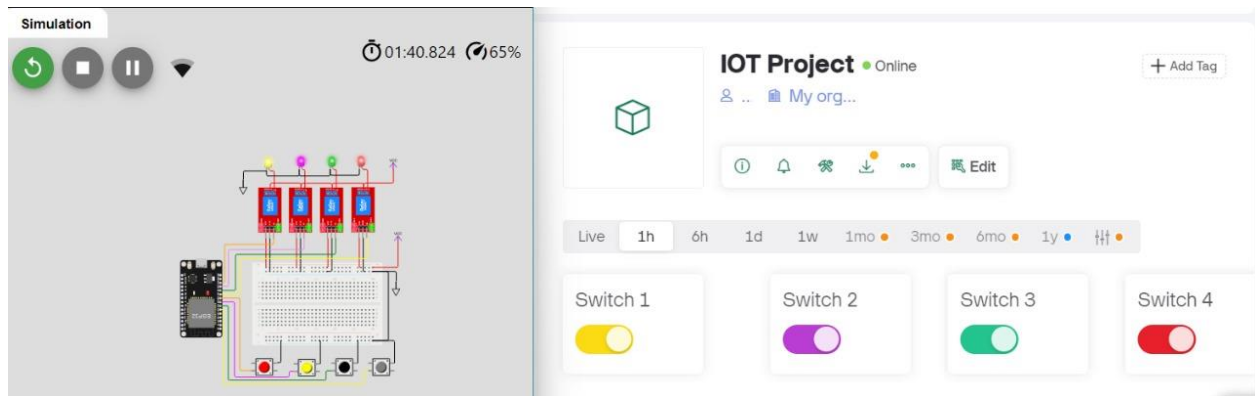 Simulation
01:40.824 65%
IOT Project Online
+ Add Tag
.. My org...
Edit
Live 1h 6h 1d 1w 1mo 3mo 6mo 1y
Switch 1
Switch 2
Switch 3
Switch 4